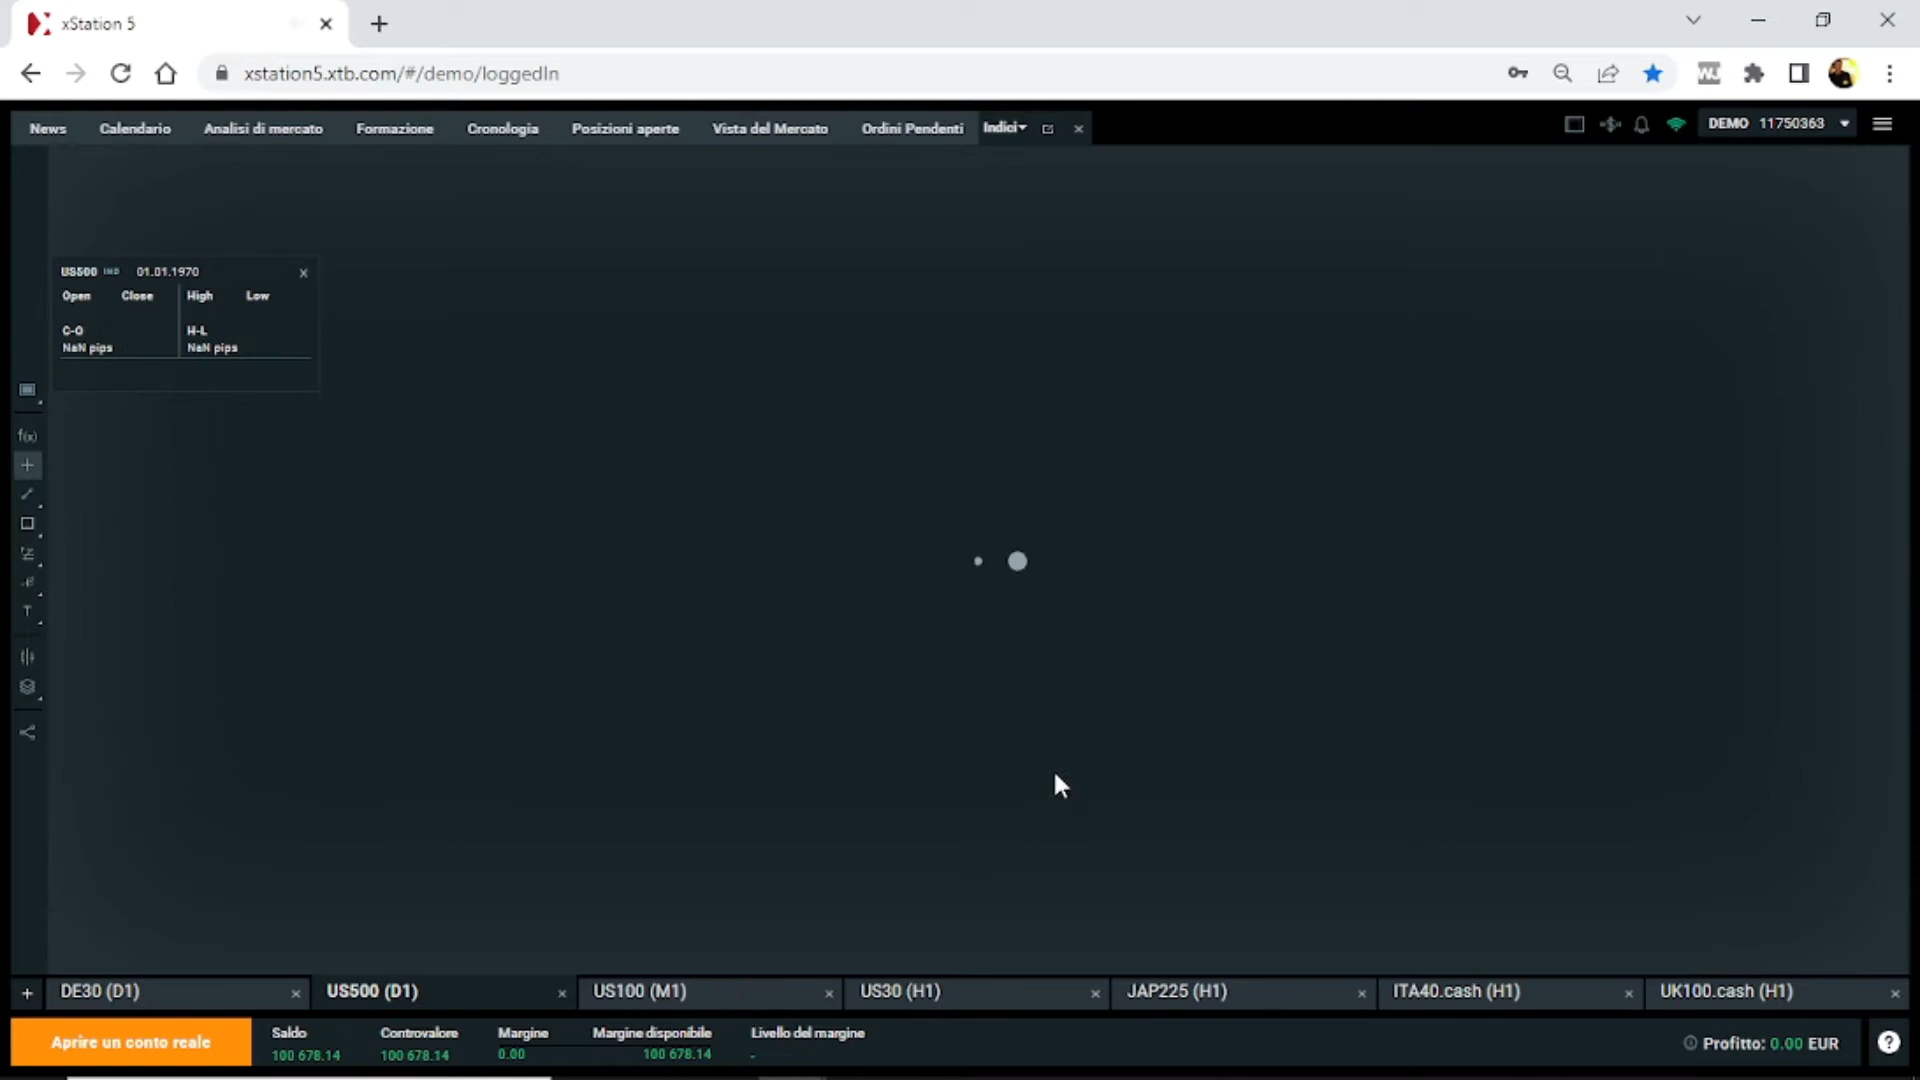 xStation 5
xstation5.xtb.com/#/demo/loggedIn
News Calendario Analisi di mercato Formazione Cronologia Posizioni aperte Vista del Mercato Ordini Pendenti Indici DEMO 11750363
US500 IND 01.01.1970
Open Close High Low
C-O H-L
NaN pips NaN pips
f(x)
T
DE30 (D1) US500 (D1) US100 (M1) US30 (H1) JAP225 (H1) ITA40.cash (H1) UK100.cash (H1)
Aprire un conto reale
Saldo Controvalore Margine Margine disponibile Livello del margine
100 678.14 100 678.14 0.00 100 678.14 -
Profitto: 0.00 EUR